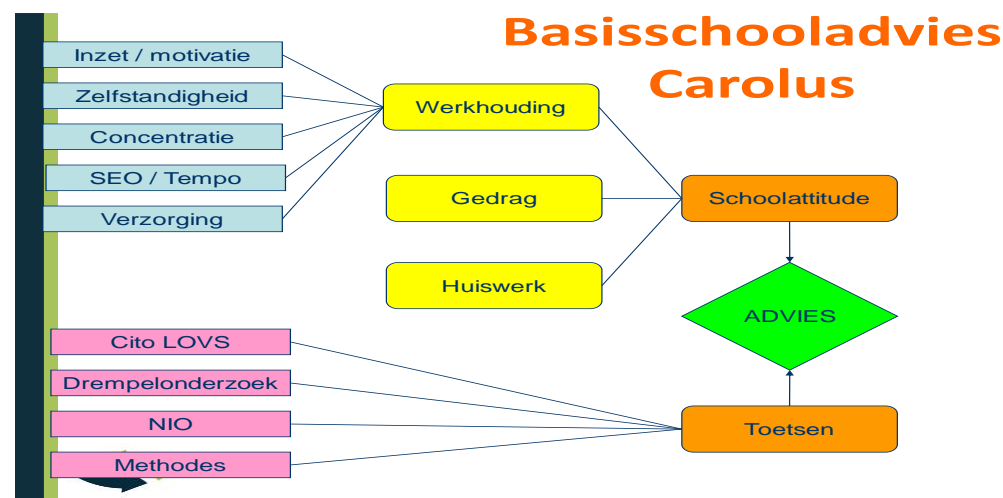 Basisschooladvies
Carolus
Inzet / motivatie
Zelfstandigheid
Concentratie
SEO / Tempo
Verzorging
Werkhouding
Gedrag
Huiswerk
Schoolattitude
ADVIES
Cito LOVS
Drempelonderzoek
NIO
Methodes
Toetsen